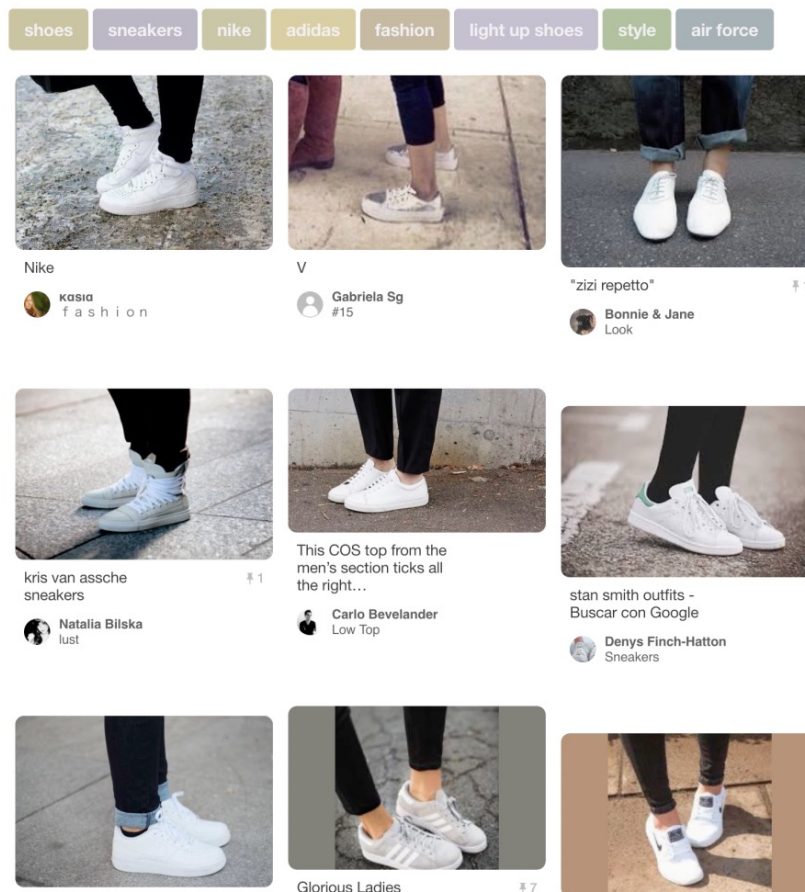 shoes
sneakers
nike
adidas
fashion
light up shoes
style
air force
Nike
кαsια
f a s h i o n
V
Gabriela Sg
#15
"zizi repetto"
Bonnie & Jane
Look
kris van assche
sneakers
1
Natalia Bilska
lust
This COS top from the
men's section ticks all
the right…
Carlo Bevelander
Low Top
stan smith outfits -
Buscar con Google
Denys Finch-Hatton
Sneakers
Glorious Ladies
7